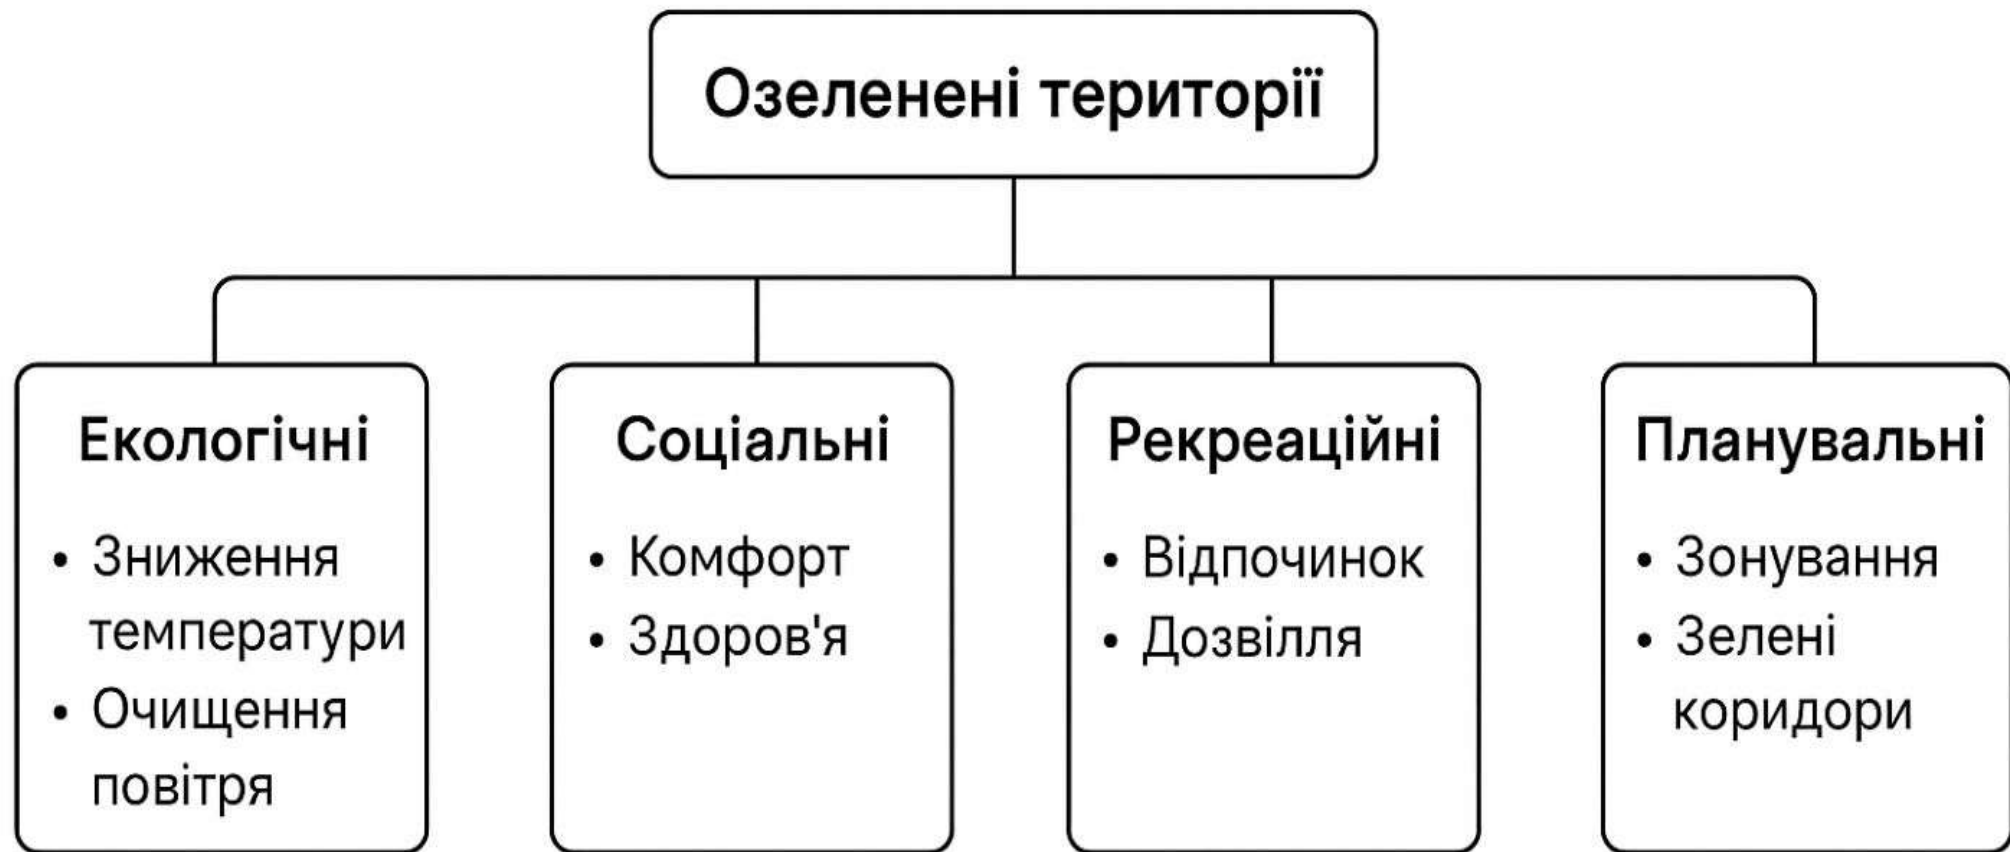 Озеленені території
Екологічні
• Зниження
температури
• Очищення
повітря
Соціальні
• Комфорт
• Здоров'я
Рекреаційні
• Відпочинок
• Дозвілля
Планувальні
• Зонування
• Зелені
коридори